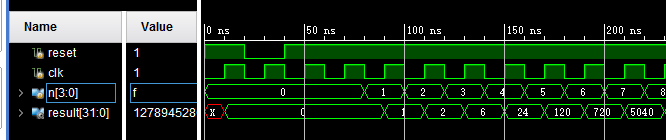 Name Value 0 ns 50 ns 100 ns 150 ns 200 ns
reset 1
clk 1
n[3:0] f 0 1 2 3 4 5 6 7 8
result[31:0] 127894528 X 0 1 2 6 24 120 720 5040